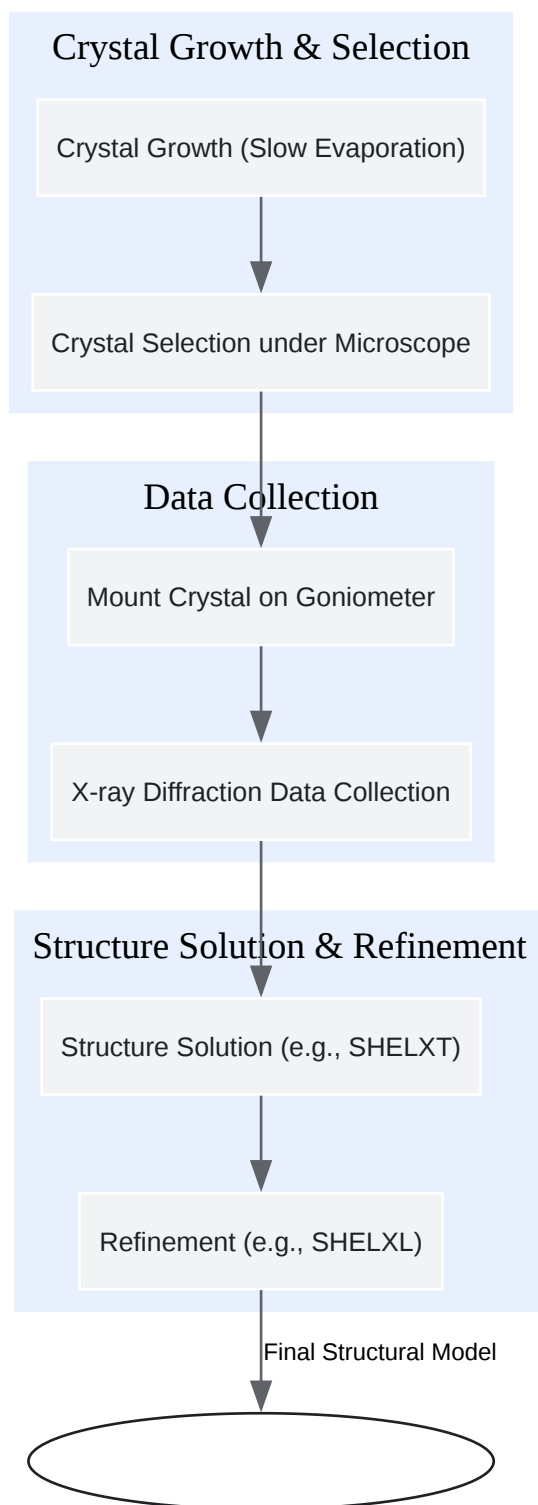 Crystal Growth & Selection
Crystal Growth (Slow Evaporation)
Crystal Selection under Microscope
Data Collection
Mount Crystal on Goniometer
X-ray Diffraction Data Collection
Structure Solution & Refinement
Structure Solution (e.g., SHELXT)
Refinement (e.g., SHELXL)
Final Structural Model